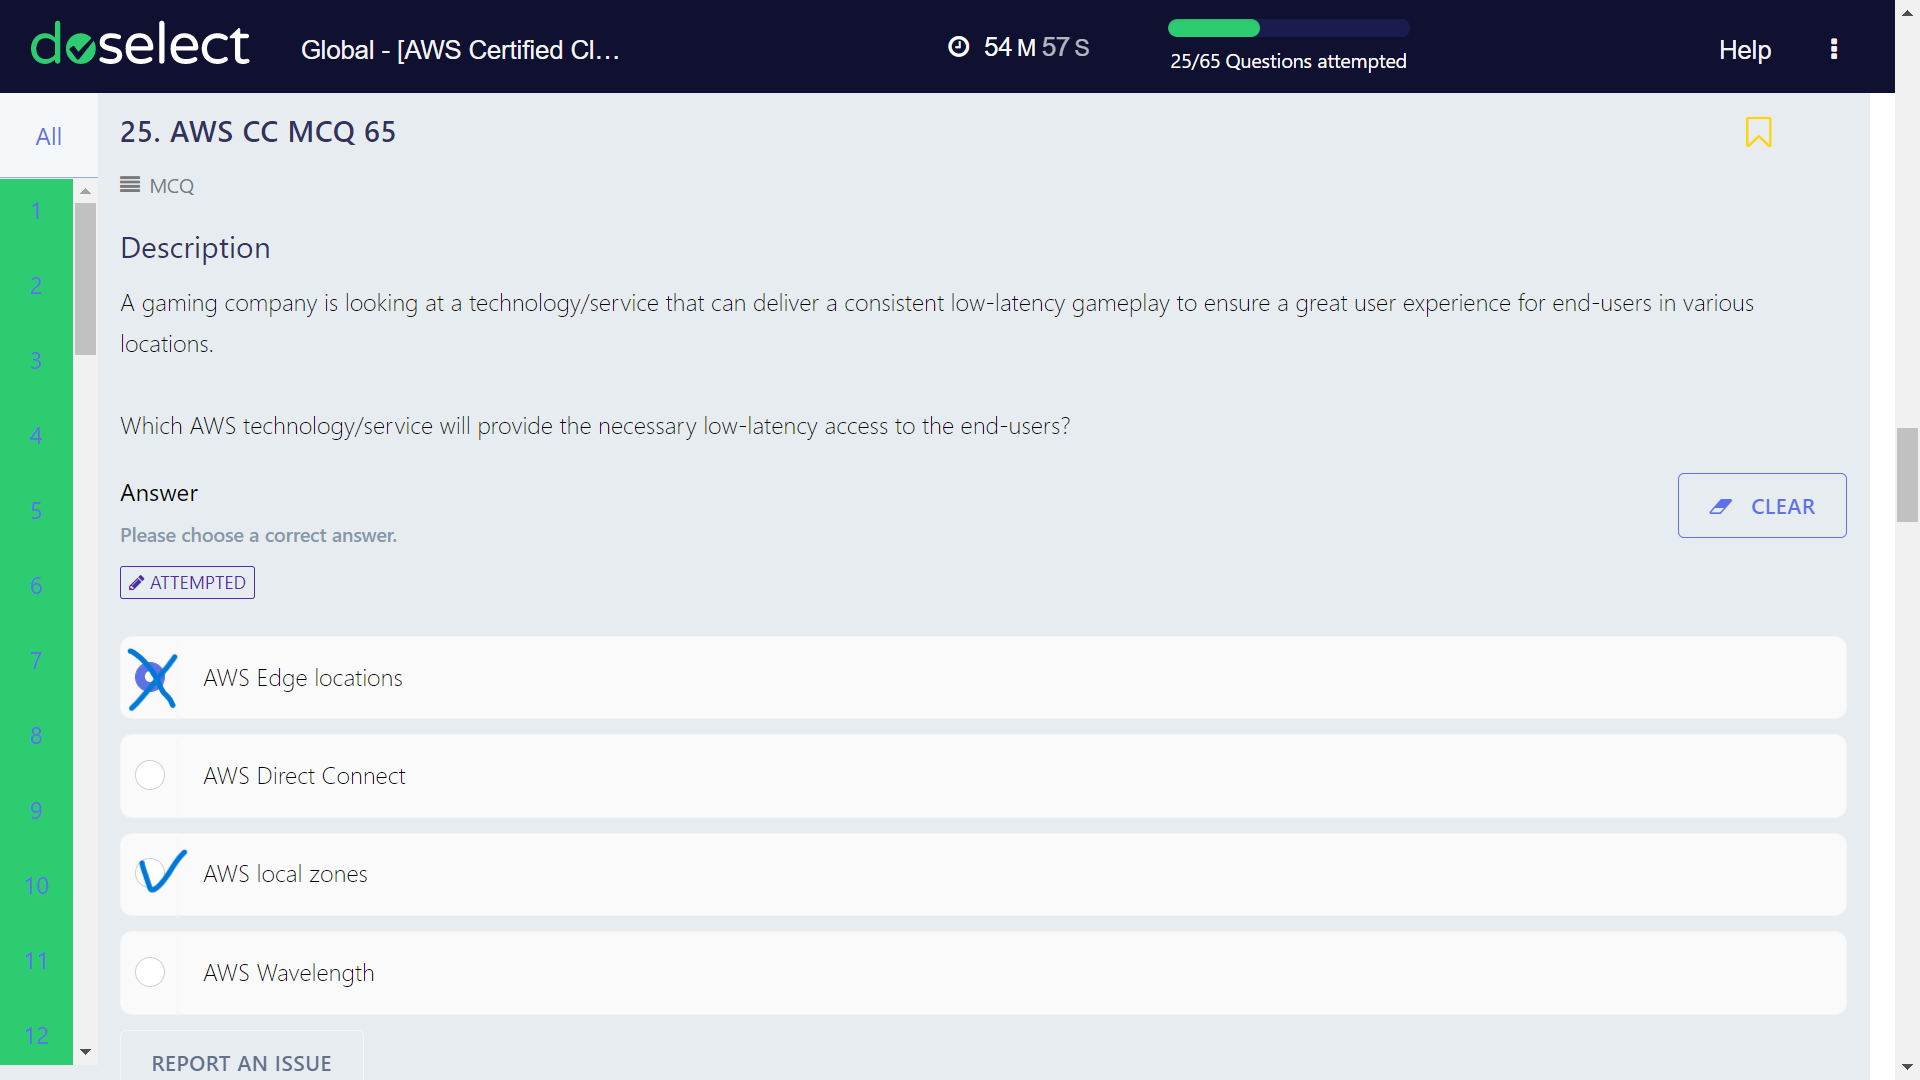 doselect
Global - [AWS Certified Cl...
54 M 57 S
25/65 Questions attempted
Help
All
1
2
3
4
5
6
7
8
9
10
11
12
25. AWS CC MCQ 65
MCQ
Description
A gaming company is looking at a technology/service that can deliver a consistent low-latency gameplay to ensure a great user experience for end-users in various
locations.
Which AWS technology/service will provide the necessary low-latency access to the end-users?
Answer
Please choose a correct answer.
CLEAR
ATTEMPTED
AWS Edge locations
AWS Direct Connect
AWS local zones
AWS Wavelength
REPORT AN ISSUE